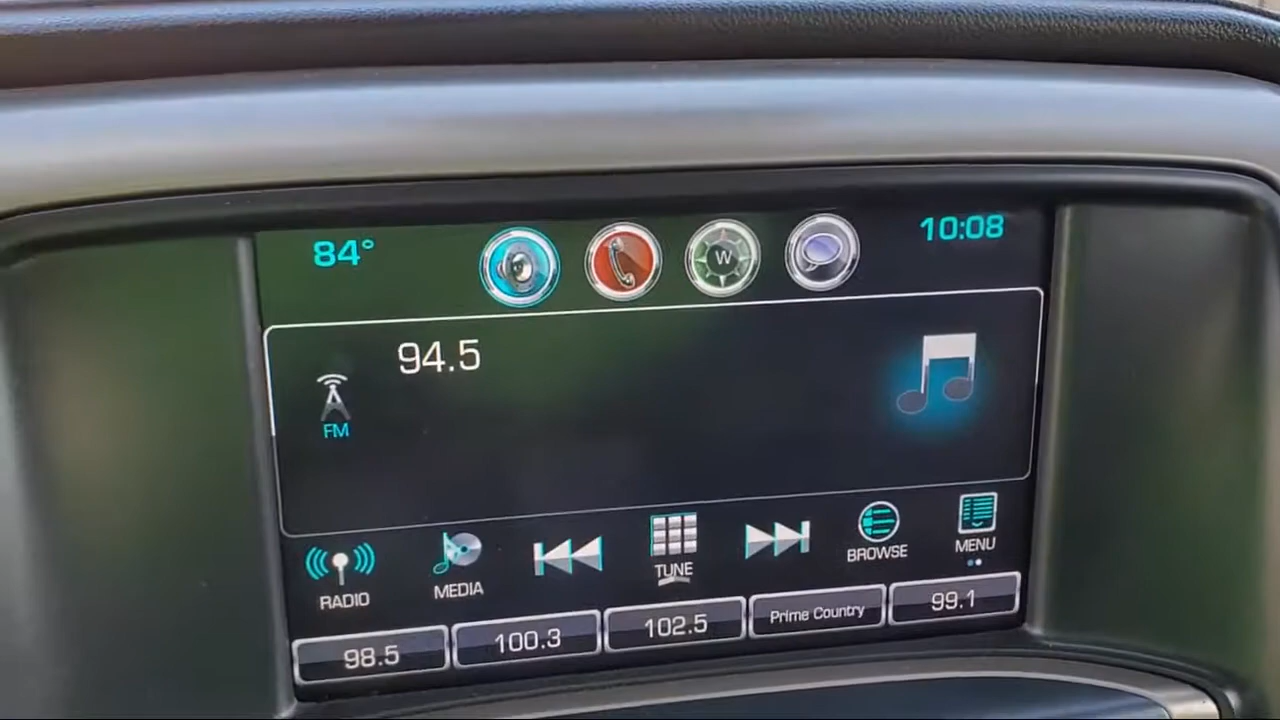 84°
W
10:08
94.5
FM
RADIO
MEDIA
TUNE
BROWSE
MENU
98.5
100.3
102.5
Prime Country
99.1